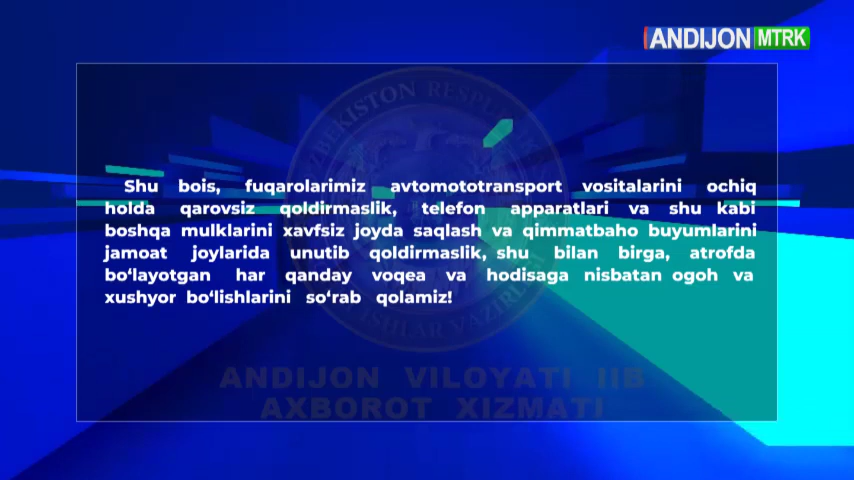 ANDIJON MTRK
Shu bois, fuqarolarimiz avtomototransport vositalarini ochiq
holda qarovsiz qoldirmaslik, telefon apparatlari va shu kabi
boshqa mulklarini xavfsiz joyda saqlash va qimmatbaho buyumlarini
jamoat joylarida unutib qoldirmaslik, shu bilan birga, atrofda
bo‘layotgan har qanday voqea va hodisaga nisbatan ogoh va
xushyor bo‘lishlarini so‘rab qolamiz!
ANDIJON VILOYATI IIB
AXBOROT XIZMATI